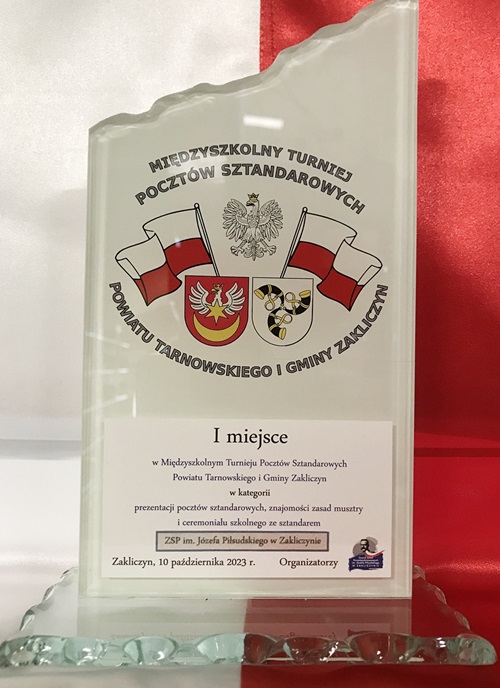 MIĘDZYSZKOLNY TURNIEJ
POCZTÓW SZTANDAROWYCH
POWIATU TARNOWSKIEGO I GMINY ZAKLICZYN
I miejsce
w Międzyszkolnym Turnieju Pocztów Sztandarowych
Powiatu Tarnowskiego i Gminy Zakliczyn
w kategorii
prezentacji pocztów sztandarowych, znajomości zasad musztry
i ceremoniału szkolnego ze sztandarem
ZSP im. Józefa Piłsudskiego w Zakliczynie
Zakliczyn, 10 października 2023 r. Organizatorzy